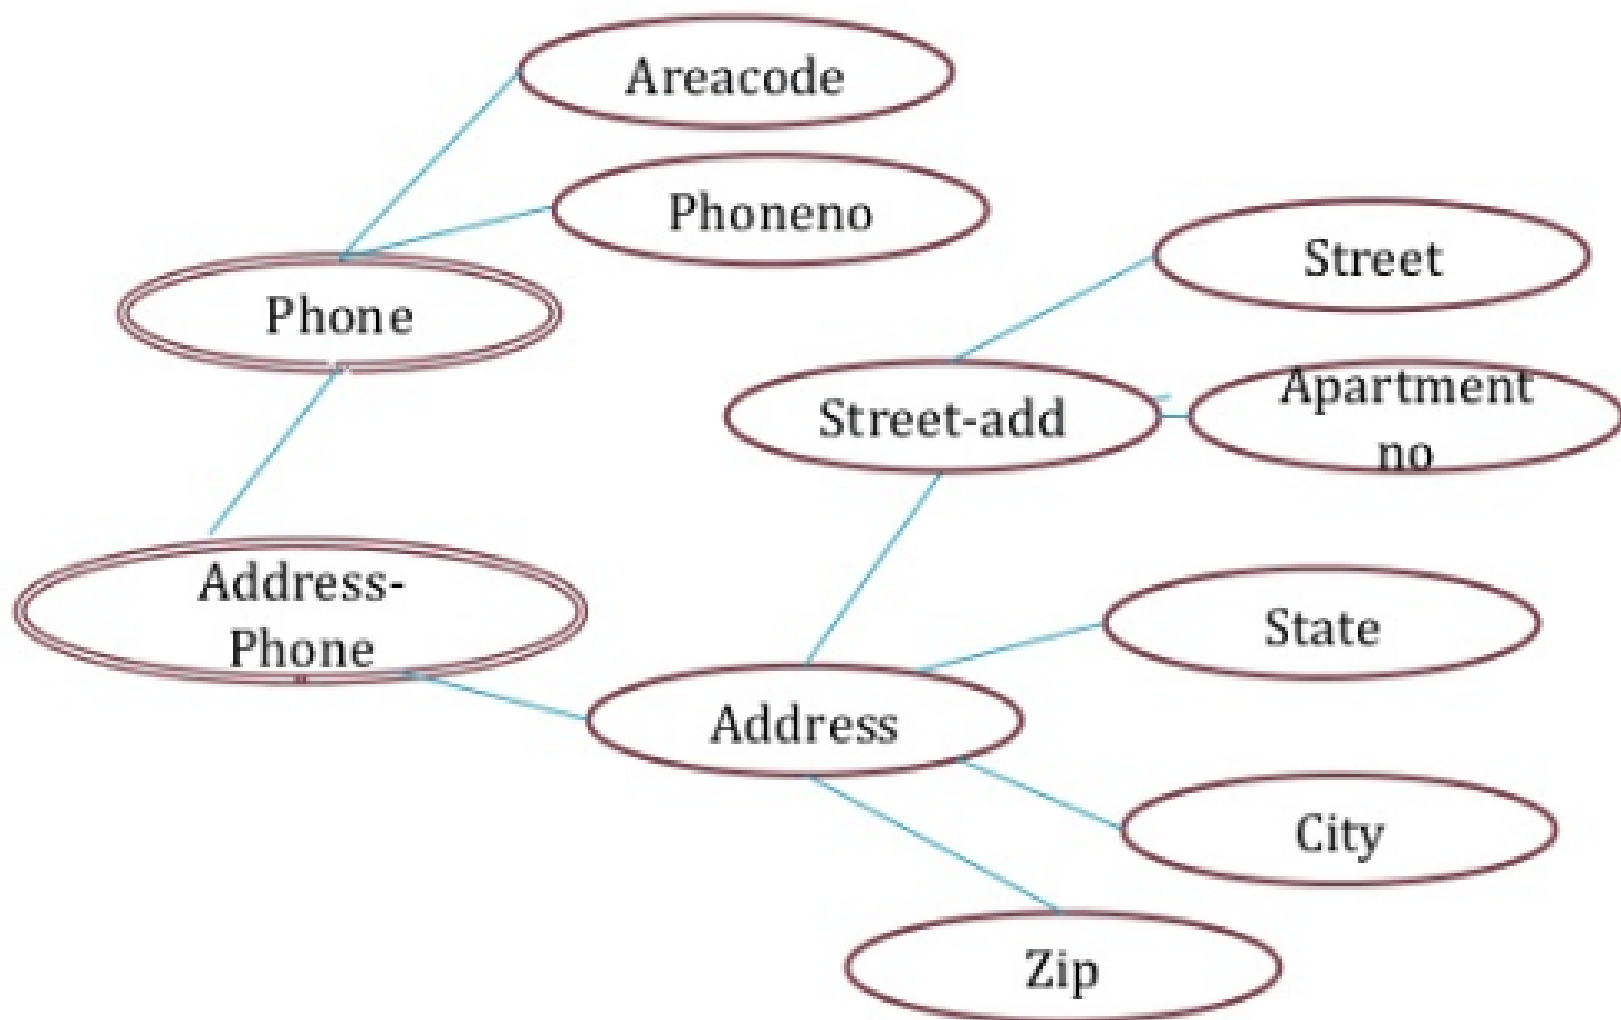 Areacode
Phoneno
Street
Phone
Apartment
no
Street-add
Address-
Phone
State
Address
City
Zip